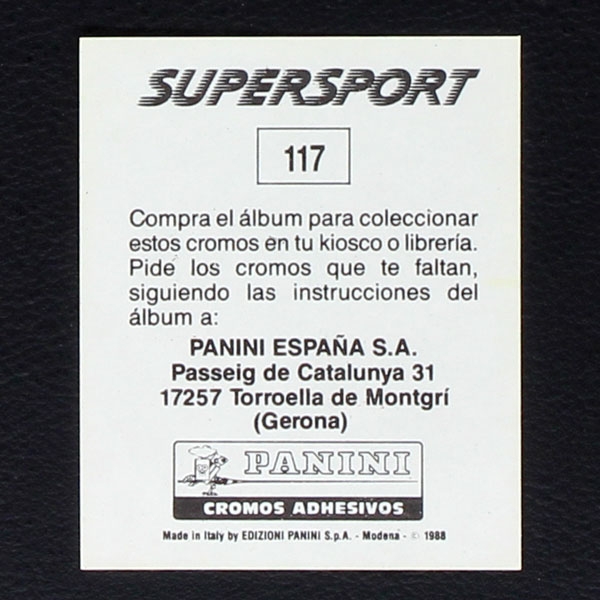 SUPERSPORT
117
Compra el álbum para coleccionar
estos cromos en tu kiosco o librería.
Pide los cromos que te faltan,
siguiendo las instrucciones del
álbum a:
PANINI ESPAÑA S.A.
Passeig de Catalunya 31
17257 Torroella de Montgrí
(Gerona)
PANINI
CROMOS ADHESIVOS
Made in Italy by EDIZIONI PANINI S.p.A. - Modena - © 1988